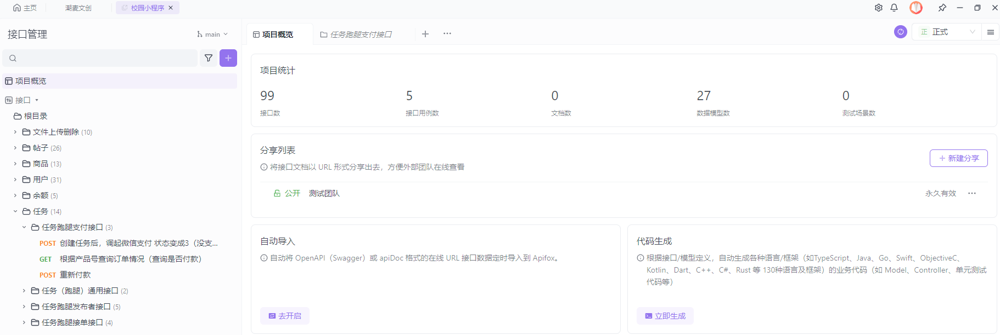 主页
潮麦文创
校园小程序
接口管理
main
项目概览
接口
根目录
文件上传删除 (10)
帖子 (26)
商品 (13)
用户 (31)
余额 (5)
任务 (14)
任务跑腿支付接口 (3)
POST 创建任务后，调起微信支付 状态变成3（没支...
GET 根据产品号查询订单情况（查询是否付款）
POST 重新付款
任务（跑腿）通用接口 (2)
任务跑腿发布者接口 (5)
任务跑腿接单接口 (4)
项目概览
任务跑腿支付接口
正 正式
项目统计
99
接口数
5
接口用例数
0
文档数
27
数据模型数
0
测试场景数
分享列表
将接口文档以 URL 形式分享出去，方便外部团队在线查看
新建分享
公开 测试团队
永久有效
自动导入
自动将 OpenAPI（Swagger）或 apiDoc 格式的在线 URL 接口数据定时导入到 Apifox。
去开启
代码生成
根据接口/模型定义，自动生成各种语言/框架（如TypeScript、Java、Go、Swift、ObjectiveC、
Kotlin、Dart、C++、C#、Rust 等 130种语言及框架）的业务代码（如 Model、Controller、单元测试
代码等）
立即生成